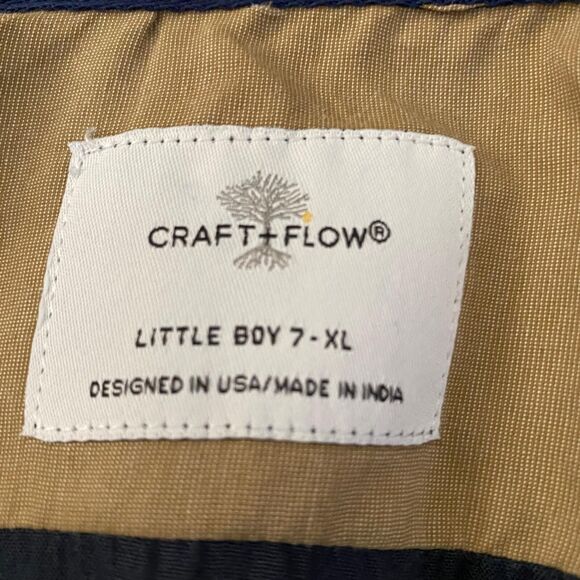 CRAFT+FLOW®
LITTLE BOY 7-XL
DESIGNED IN USA/MADE IN INDIA